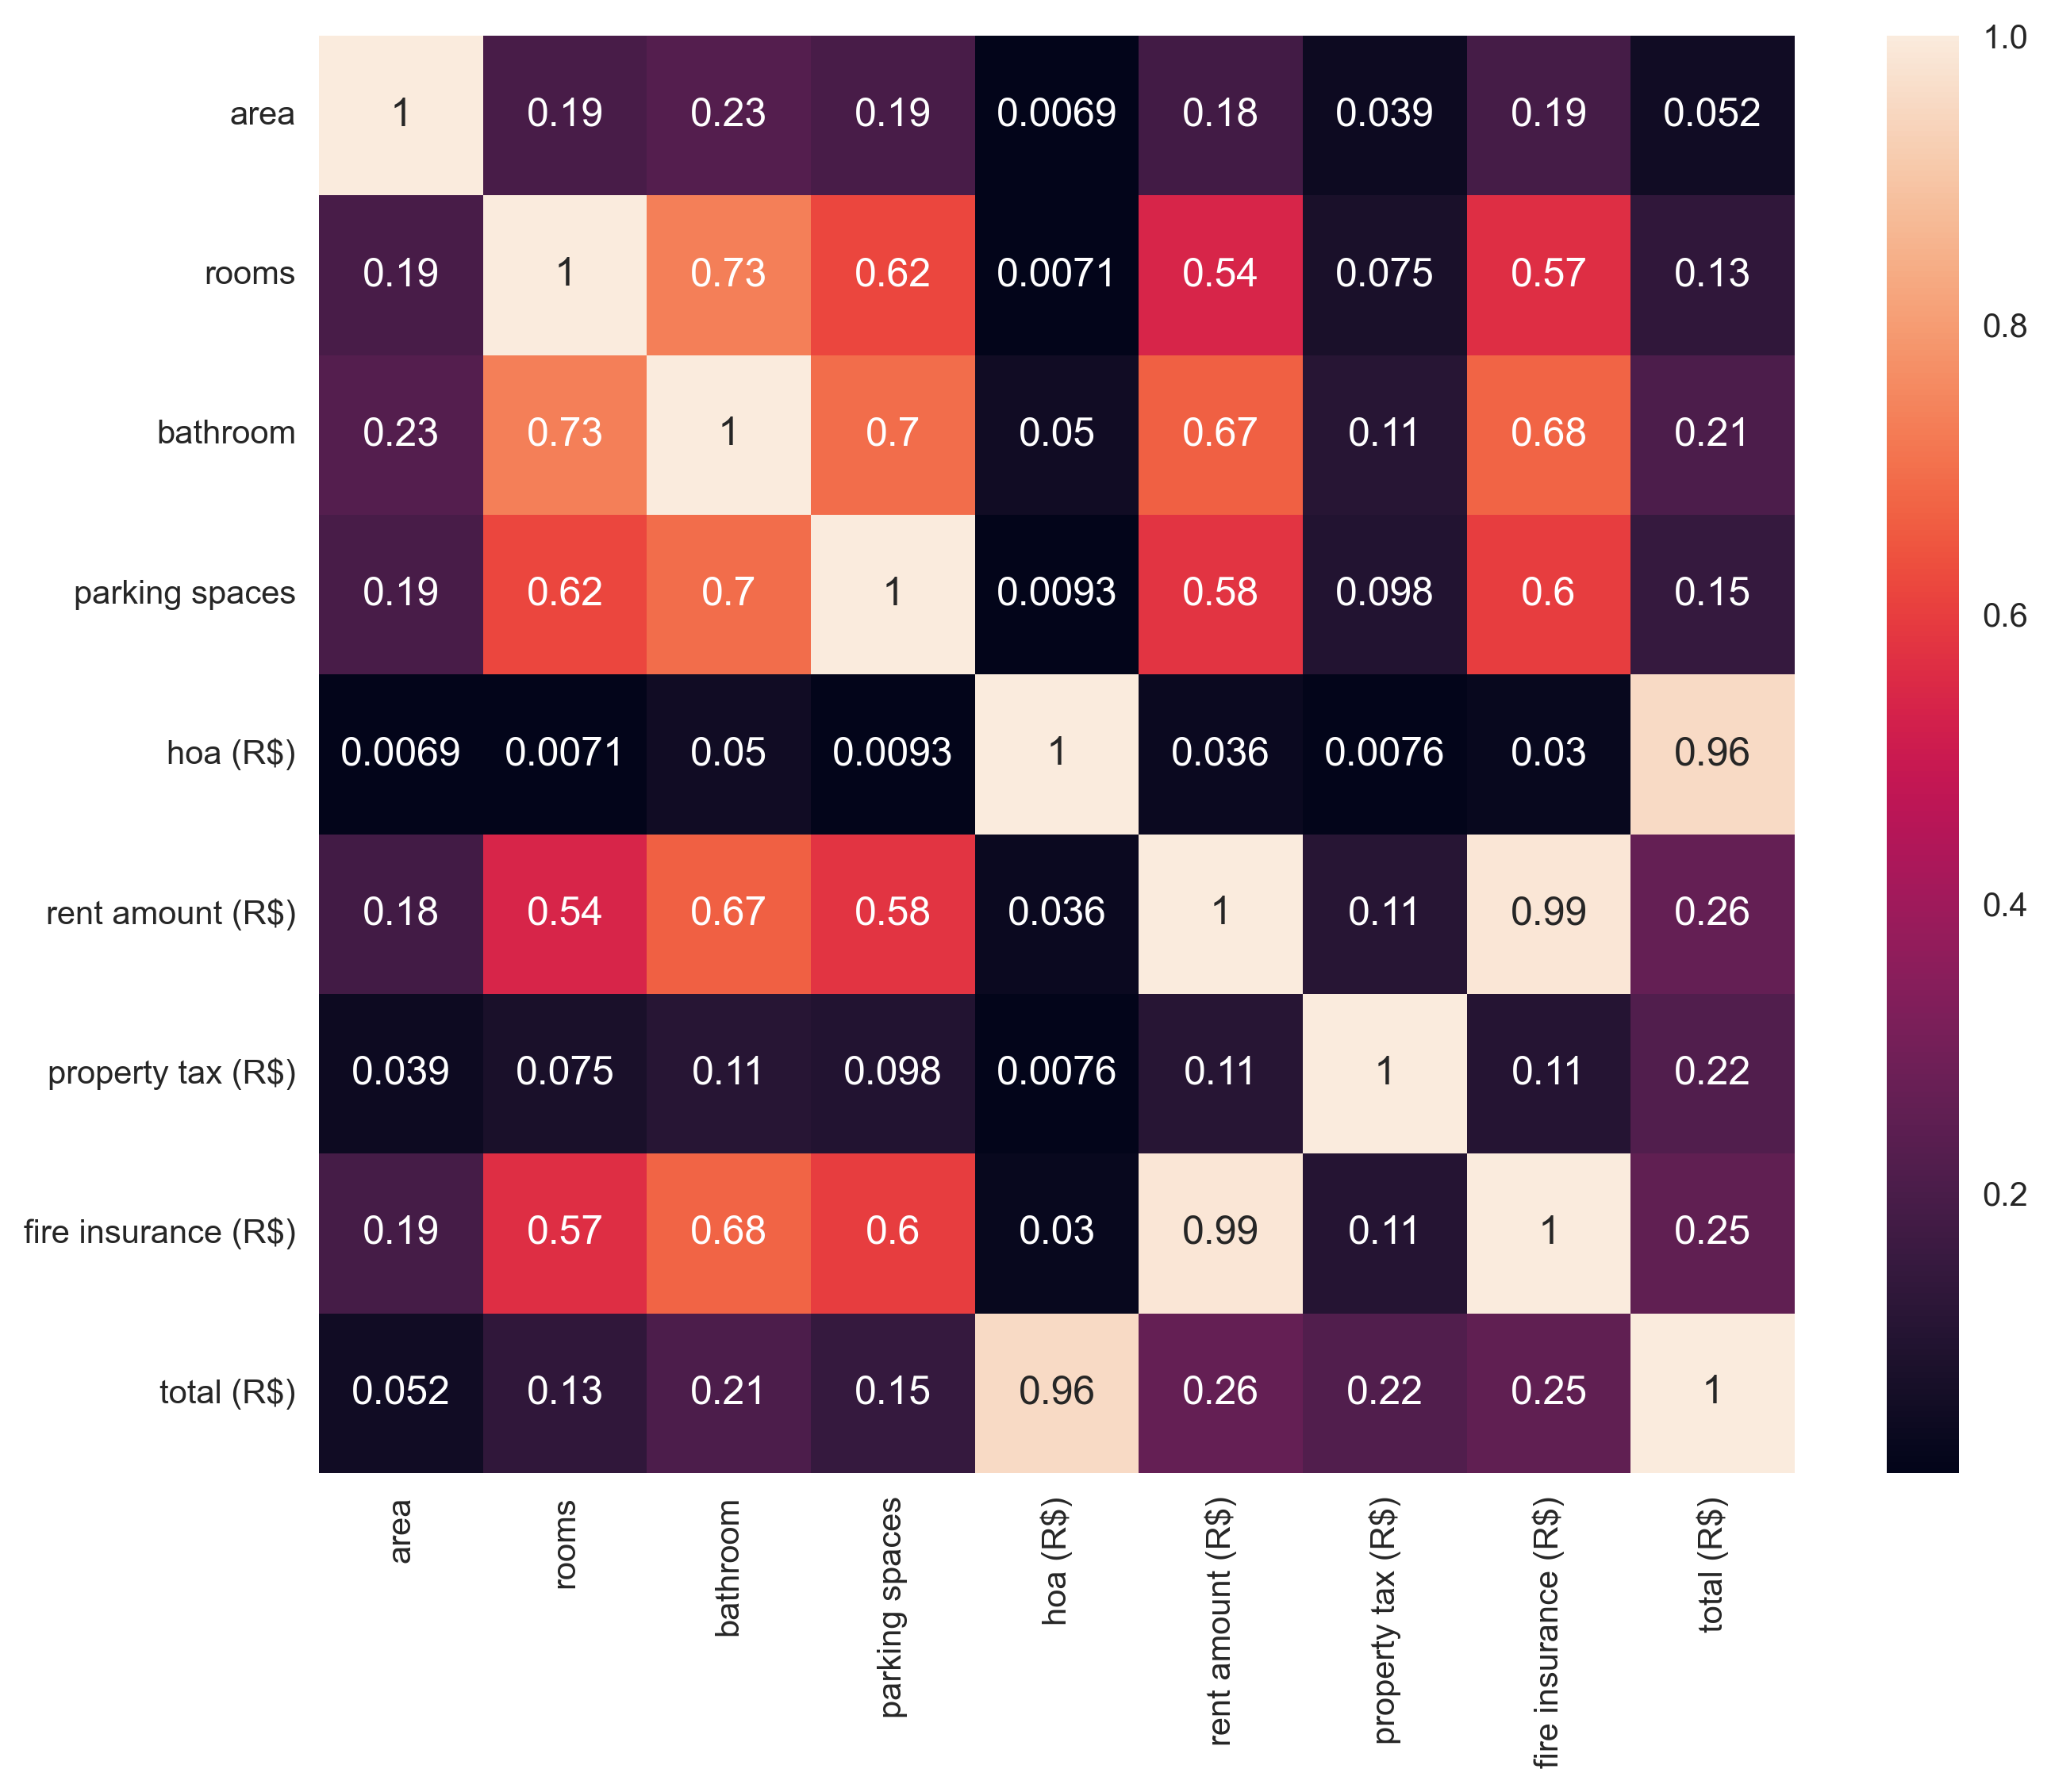 area 1 0.19 0.23 0.19 0.0069 0.18 0.039 0.19 0.052
rooms 0.19 1 0.73 0.62 0.0071 0.54 0.075 0.57 0.13
bathroom 0.23 0.73 1 0.7 0.05 0.67 0.11 0.68 0.21
parking spaces 0.19 0.62 0.7 1 0.0093 0.58 0.098 0.6 0.15
hoa (R$) 0.0069 0.0071 0.05 0.0093 1 0.036 0.0076 0.03 0.96
rent amount (R$) 0.18 0.54 0.67 0.58 0.036 1 0.11 0.99 0.26
property tax (R$) 0.039 0.075 0.11 0.098 0.0076 0.11 1 0.11 0.22
fire insurance (R$) 0.19 0.57 0.68 0.6 0.03 0.99 0.11 1 0.25
total (R$) 0.052 0.13 0.21 0.15 0.96 0.26 0.22 0.25 1
area
rooms
bathroom
parking spaces
hoa (R$)
rent amount (R$)
property tax (R$)
fire insurance (R$)
total (R$)
1.0
0.8
0.6
0.4
0.2